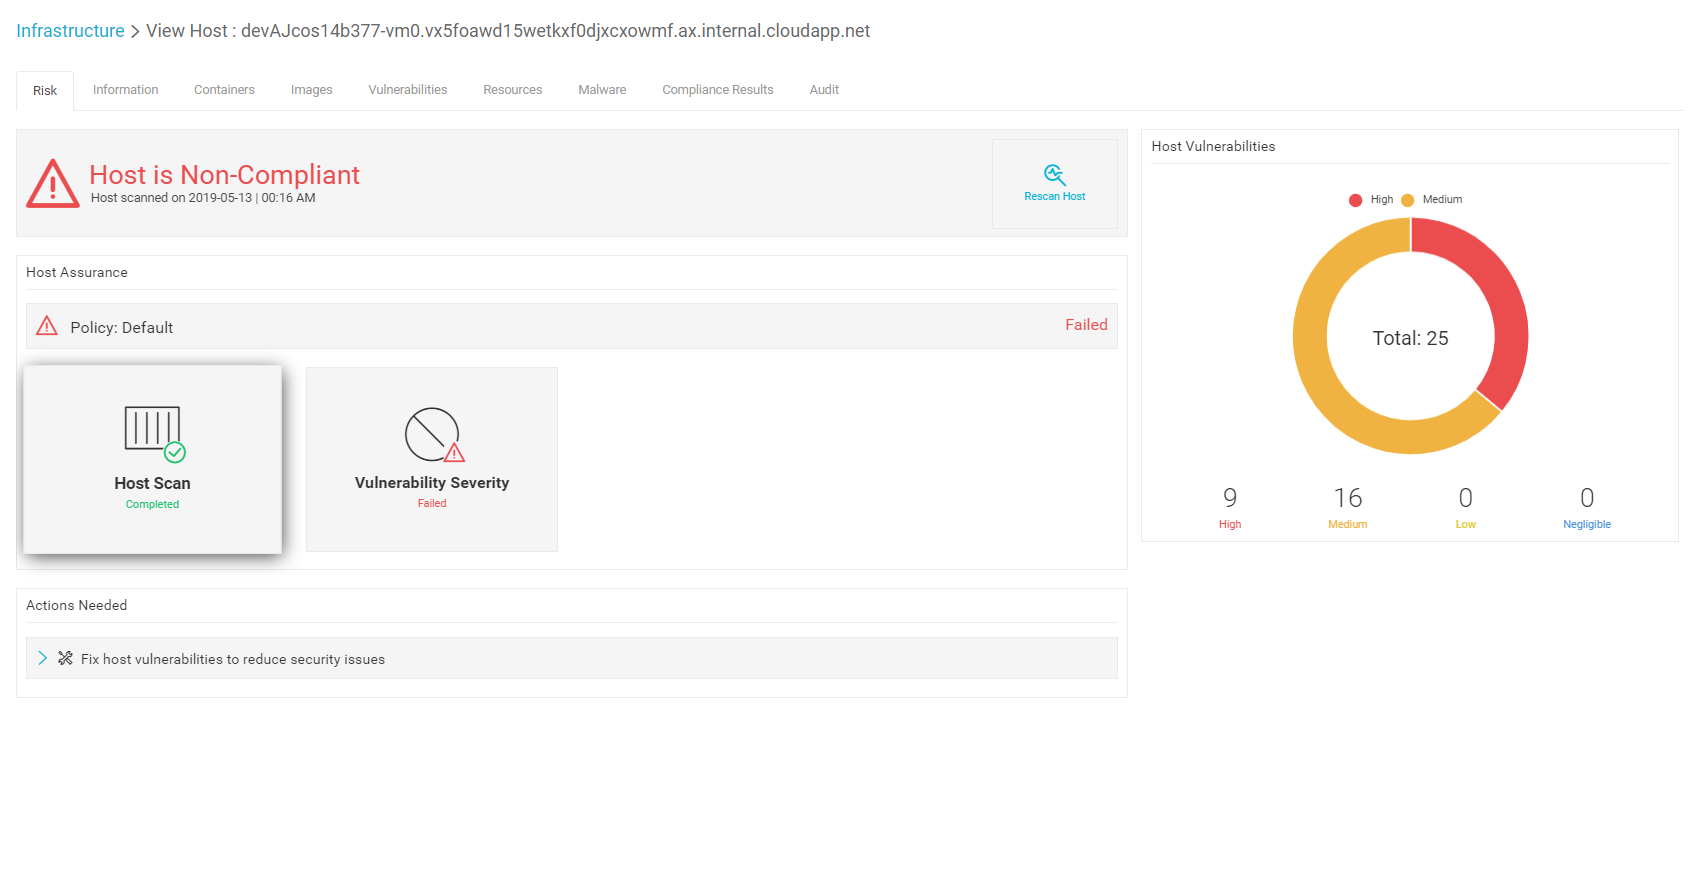 Infrastructure > View Host : devAJcos14b377-vm0.vx5foawd15wetkxf0djxcxowmf.ax.internal.cloudapp.net
Risk Information Containers Images Vulnerabilities Resources Malware Compliance Results Audit
Host is Non-Compliant
Host scanned on 2019-05-13 | 00:16 AM
Rescan Host
Host Assurance
Policy: Default
Failed
Host Scan
Completed
Vulnerability Severity
Failed
Actions Needed
Fix host vulnerabilities to reduce security issues
Host Vulnerabilities
High Medium
Total: 25
9 16 0 0
High Medium Low Negligible